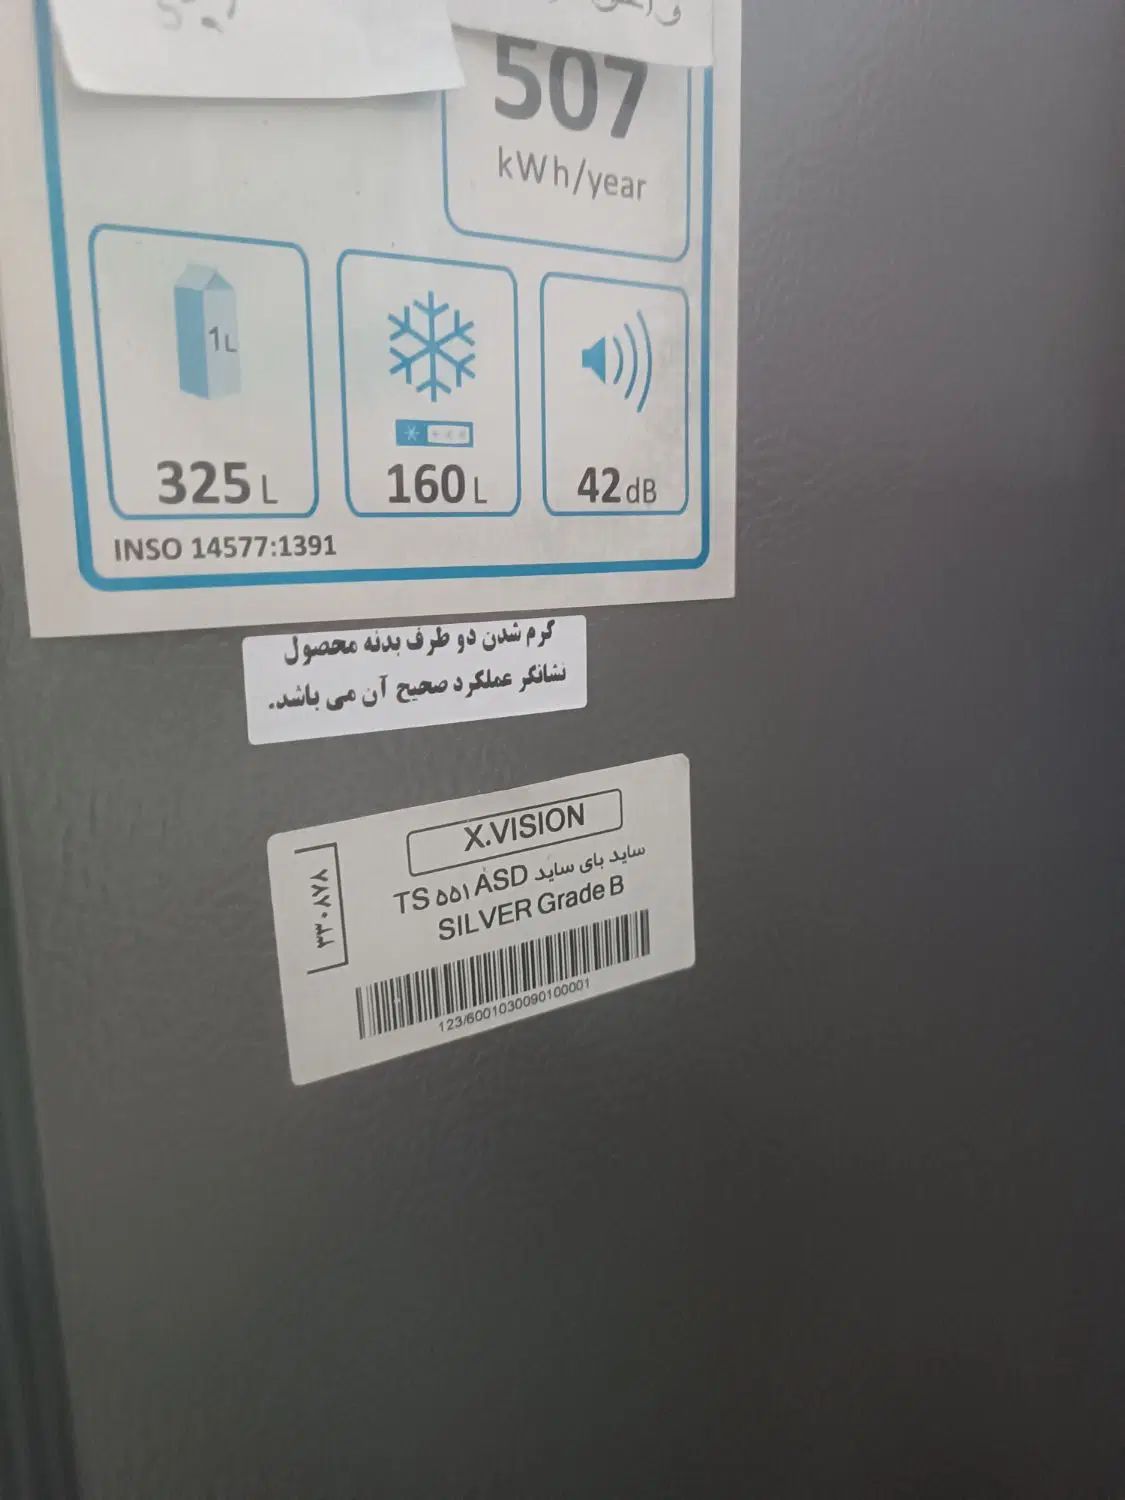 507
kWh/year
1L
325 L
160 L
42 dB
INSO 14577:1391
گرم شدن دو طرف بدنه محصول
نشانگر عملکرد صحیح آن می باشد.
X.VISION
ساید بای ساید TS ۵۵۱ ASD
SILVER Grade B
123/6001030090100001